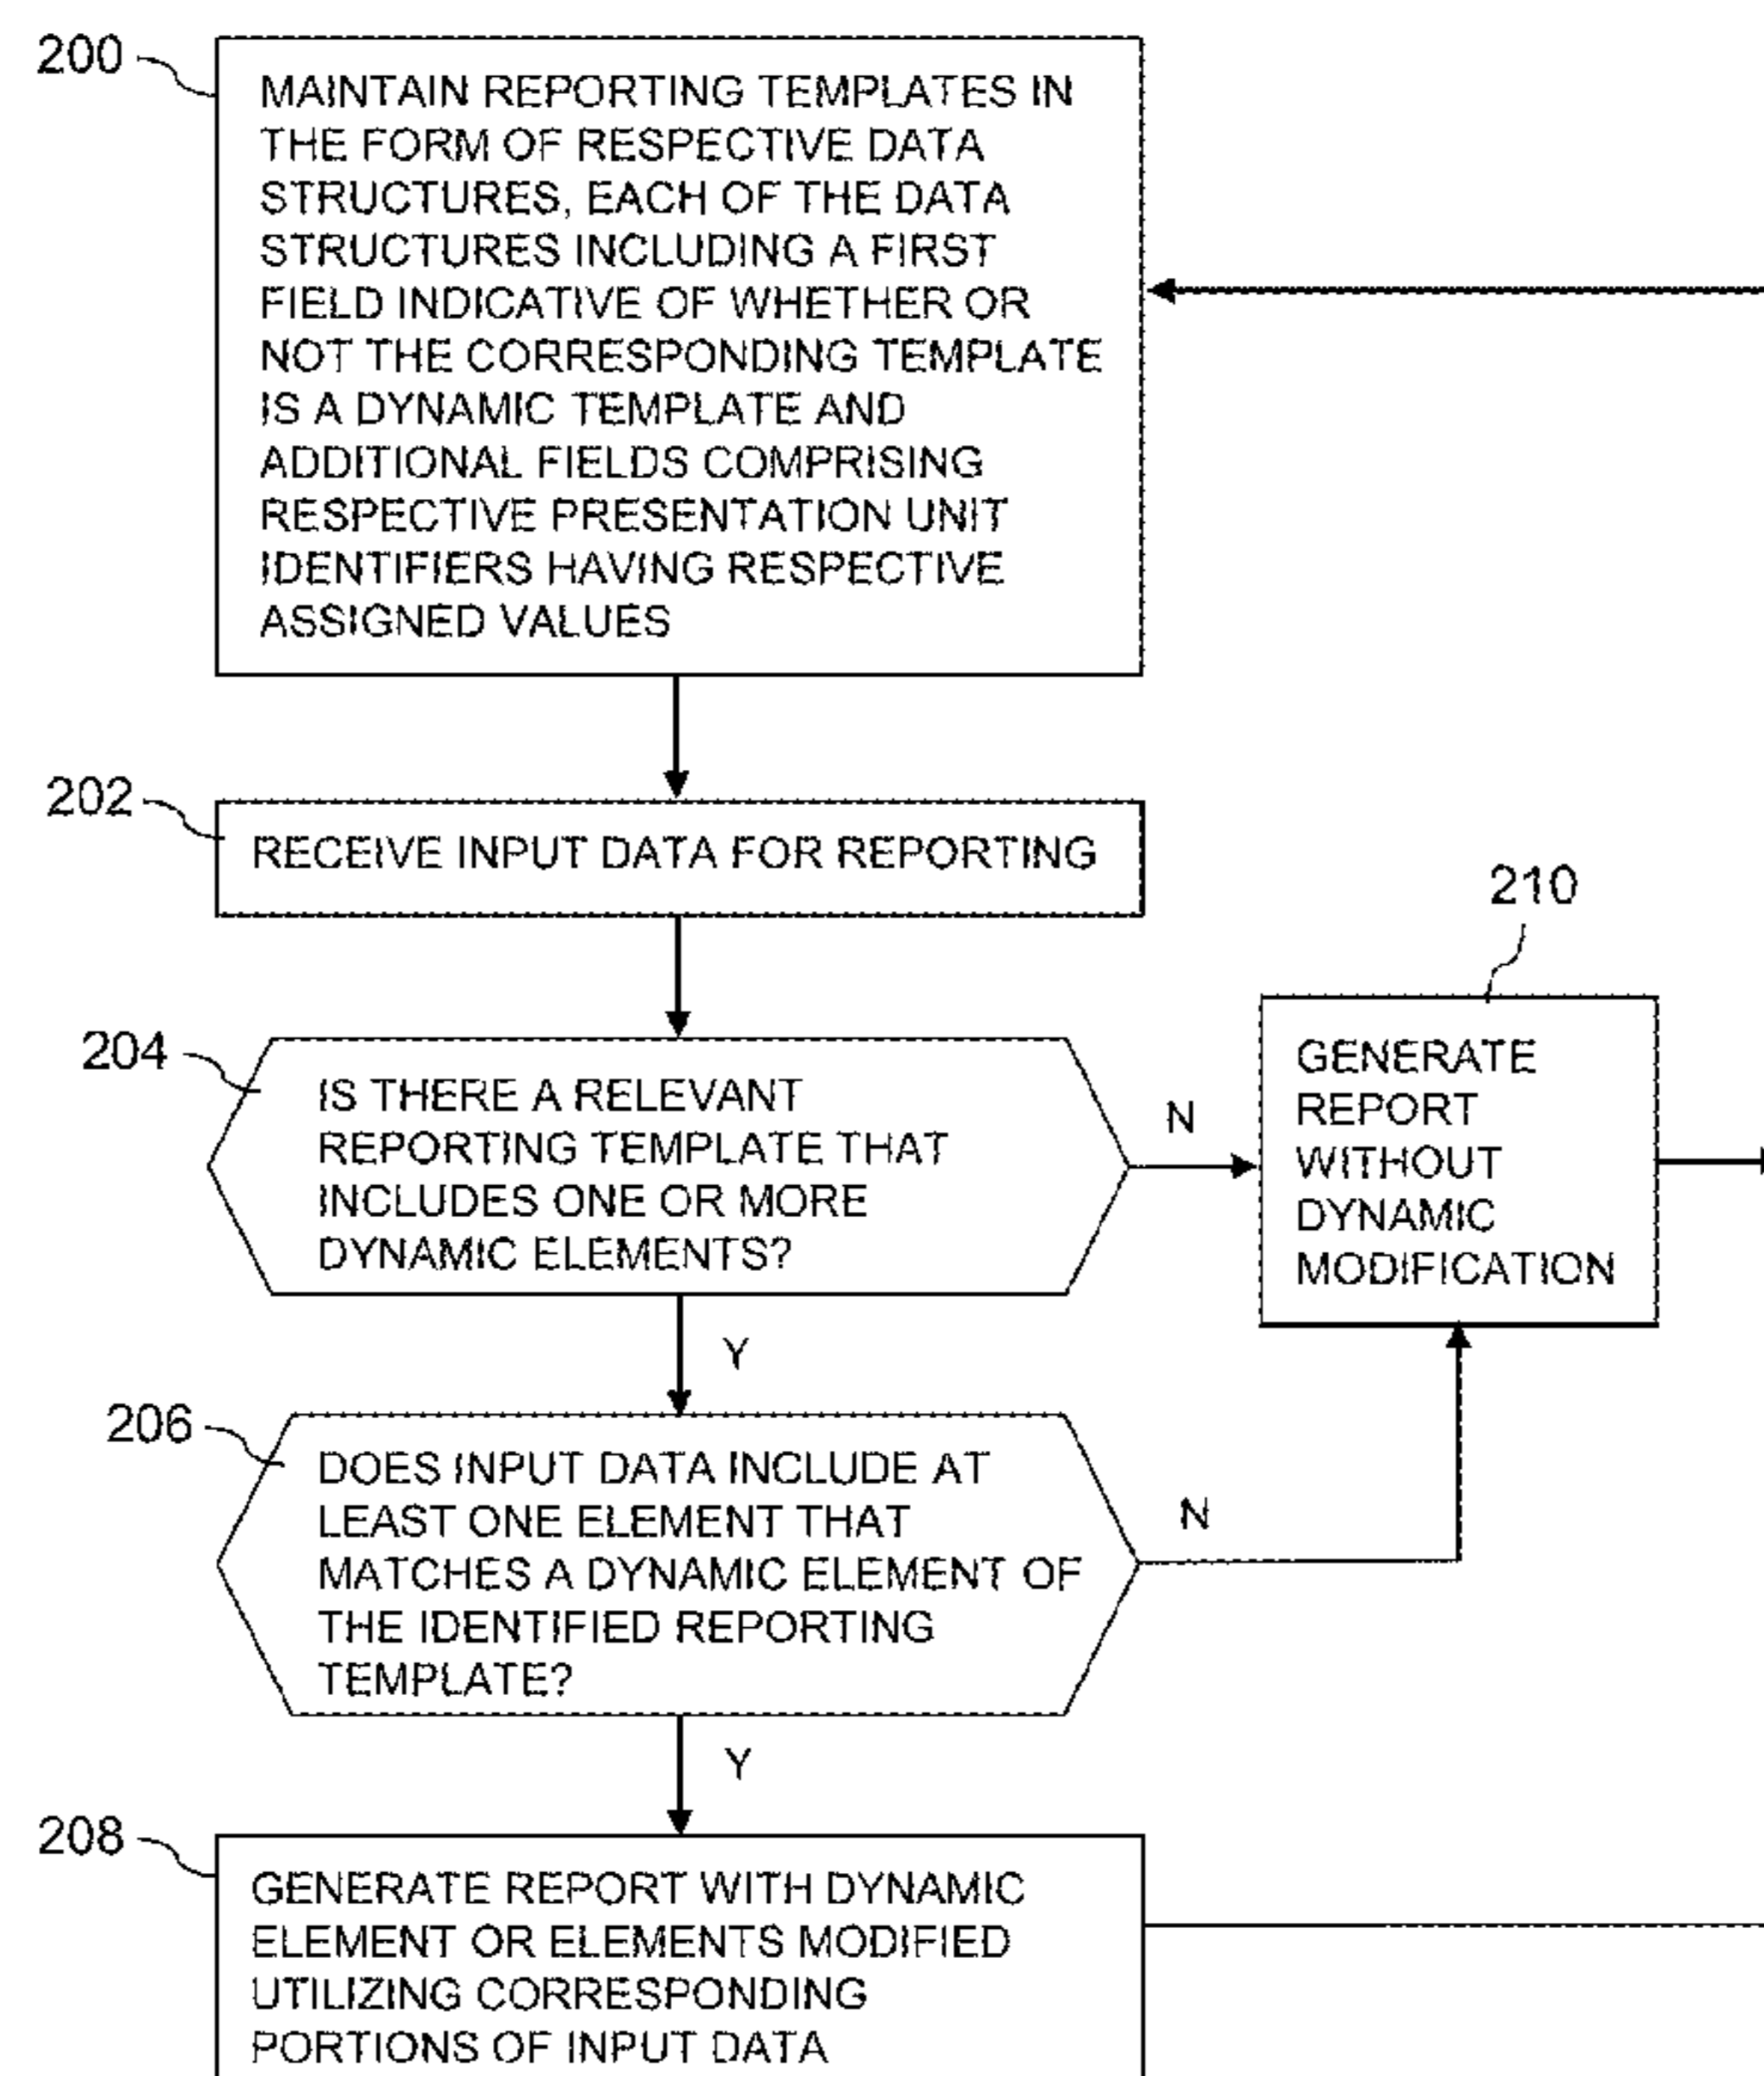 200
MAINTAIN REPORTING TEMPLATES IN
THE FORM OF RESPECTIVE DATA
STRUCTURES, EACH OF THE DATA
STRUCTURES INCLUDING A FIRST
FIELD INDICATIVE OF WHETHER OR
NOT THE CORRESPONDING TEMPLATE
IS A DYNAMIC TEMPLATE AND
ADDITIONAL FIELDS COMPRISING
RESPECTIVE PRESENTATION UNIT
IDENTIFIERS HAVING RESPECTIVE
ASSIGNED VALUES
202
RECEIVE INPUT DATA FOR REPORTING
204
IS THERE A RELEVANT
REPORTING TEMPLATE THAT
INCLUDES ONE OR MORE
DYNAMIC ELEMENTS?
N
210
GENERATE
REPORT
WITHOUT
DYNAMIC
MODIFICATION
Y
206
DOES INPUT DATA INCLUDE AT
LEAST ONE ELEMENT THAT
MATCHES A DYNAMIC ELEMENT OF
THE IDENTIFIED REPORTING
TEMPLATE?
N
Y
208
GENERATE REPORT WITH DYNAMIC
ELEMENT OR ELEMENTS MODIFIED
UTILIZING CORRESPONDING
PORTIONS OF INPUT DATA